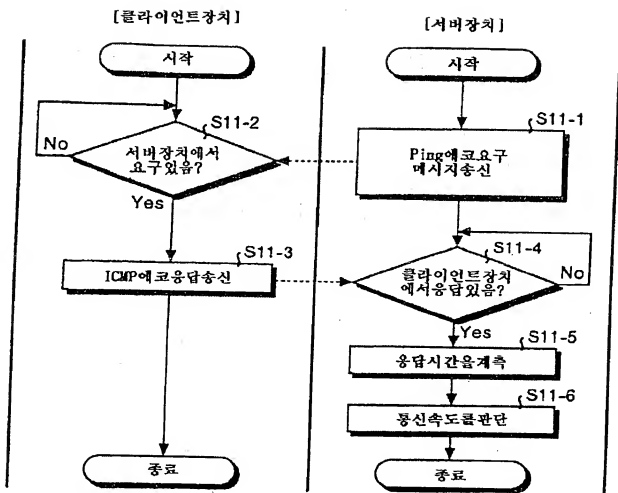 [클라이언트장치]
[서버장치]
시작
시작
S11-2
S11-1
No
서버장치에서
요구있음?
Ping에코요구
메시지송신
Yes
S11-3
S11-4
ICMP에코응답송신
클라이언트장치
에서응답있음?
No
Yes
S11-5
응답시간을계측
S11-6
통신속도를판단
종료
종료